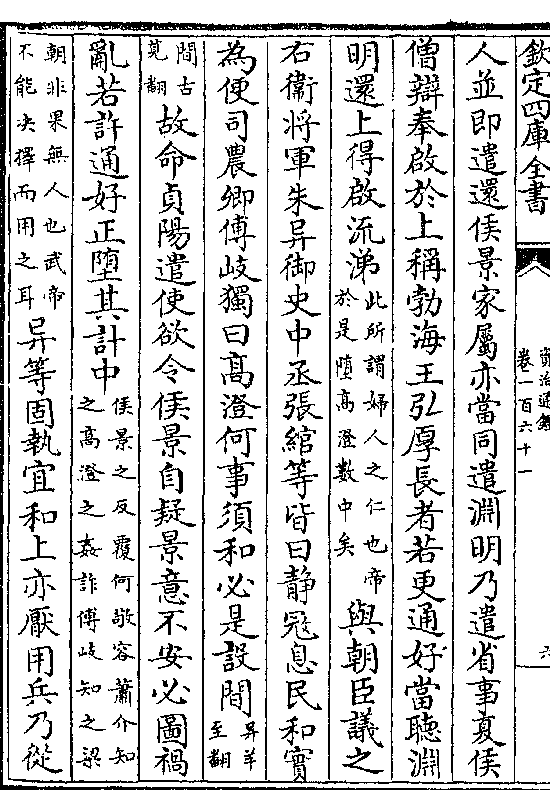 欽定四庫全書
資治通鑑
卷一百六十一
六
人並即遣還侯景家屬亦當同遣淵明乃遣省事夏侯
僧辯奉啟於上稱勃海王弘厚長者若更通好當聽淵
明還上得啟流涕此所謂婦人之仁也帝於是墮高澄數中矣與朝臣議之
右衛將軍朱异御史中丞張綰等皆曰静冦息民和實
為便司農卿傅岐獨曰高澄何事須和必是設間异羊至翻
間古莧翻故命貞陽遣使欲令侯景自疑景意不安必圖禍
亂若許通好正墮其計中侯景之反覆何敬容蕭介知之高澄之姦詐傅岐知之梁
朝非果無人也武帝不能决擇而用之耳异等固執宜和上亦厭用兵乃從